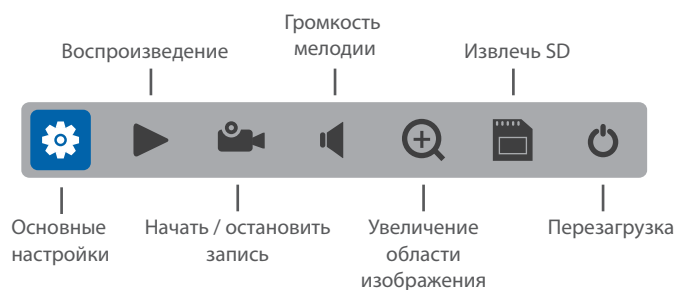 Громкость
мелодии
Воспроизведение
Извлечь SD
Основные
настройки
Начать / остановить
запись
Увеличение
области
изображения
Перезагрузка